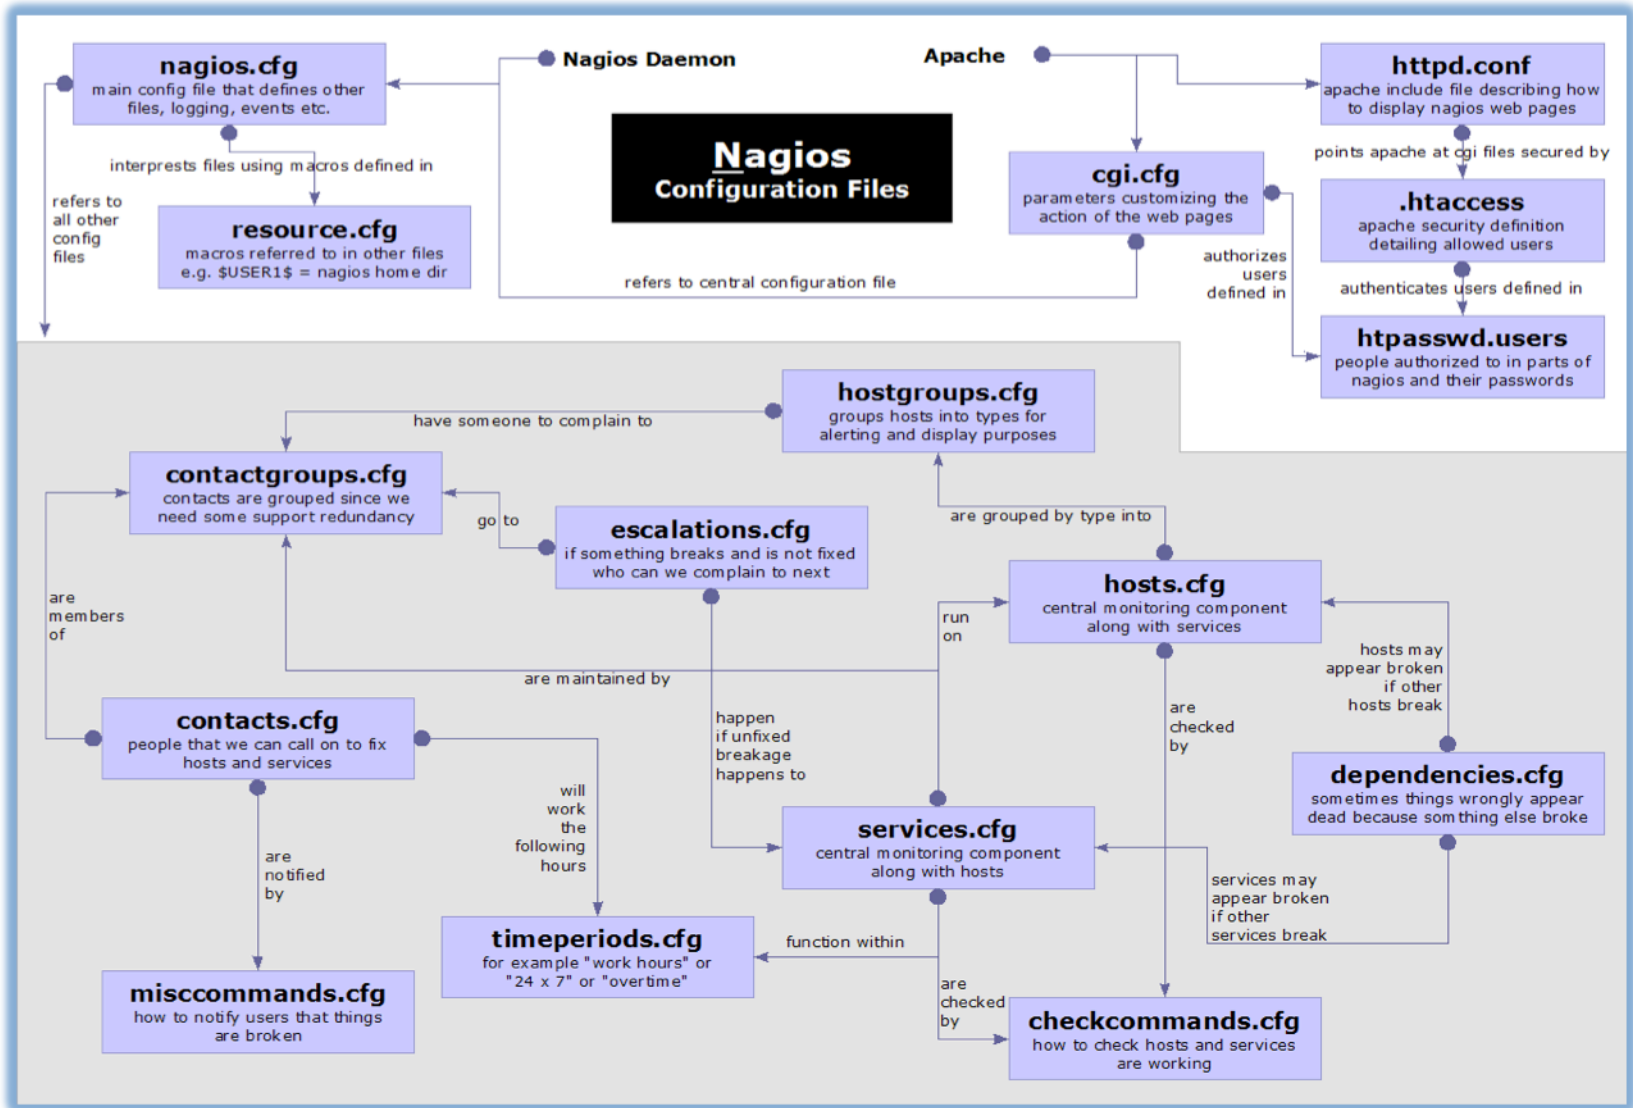 nagios.cfg
main config file that defines other
files, logging, events etc.
Nagios Daemon
Apache
httpd.conf
apache include file describing how
to display nagios web pages
Nagios
Configuration Files
interprests files using macros defined in
points apache at cgi files secured by
cgi.cfg
parameters customizing the
action of the web pages
refers to
all other
config
files
resource.cfg
macros referred to in other files
e.g. $USER1$ = nagios home dir
.htaccess
apache security definition
detailing allowed users
refers to central configuration file
authorizes
users
defined in
authenticates users defined in
htpasswd.users
people authorized to in parts of
nagios and their passwords
hostgroups.cfg
groups hosts into types for
alerting and display purposes
have someone to complain to
contactgroups.cfg
contacts are grouped since we
need some support redundancy
go to
escalations.cfg
if something breaks and is not fixed
who can we complain to next
are grouped by type into
hosts.cfg
central monitoring component
along with services
run
on
are
members
of
are maintained by
hosts may
appear broken
if other
hosts break
contacts.cfg
people that we can call on to fix
hosts and services
happen
if unfixed
breakage
happens to
are
checked
by
dependencies.cfg
sometimes things wrongly appear
dead because somthing else broke
will
work
the
following
hours
services.cfg
central monitoring component
along with hosts
are
notified
by
services may
appear broken
if other
services break
timeperiods.cfg
for example "work hours" or
"24 x 7" or "overtime"
function within
are
checked
by
misccommands.cfg
how to notify users that things
are broken
checkcommands.cfg
how to check hosts and services
are working